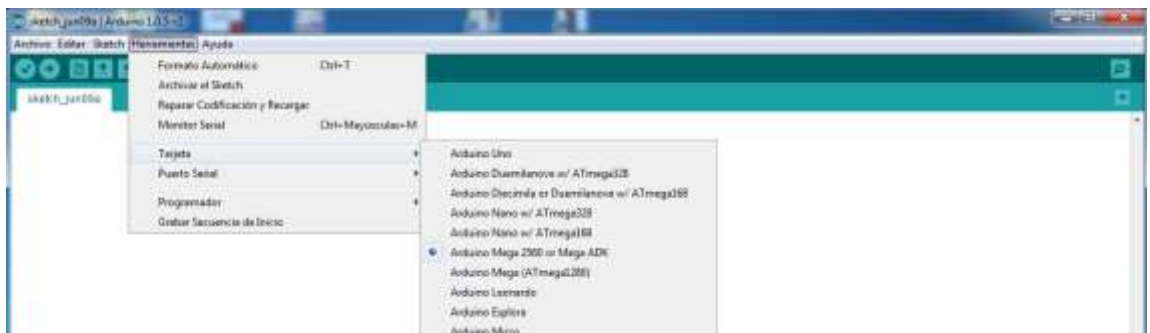 sketch_jun09a | Arduino 1.0.5-r2
Archivo Editar Sketch Herramientas Ayuda
sketch_jun09a
Formato Automático Ctrl+T
Archivar el Sketch
Reparar Codificación y Recargar
Monitor Serial Ctrl+Mayúsculas+M
Tarjeta
Puerto Serial
Programador
Grabar Secuencia de Inicio
Arduino Uno
Arduino Duemilanove w/ ATmega328
Arduino Diecimila or Duemilanove w/ ATmega168
Arduino Nano w/ ATmega328
Arduino Nano w/ ATmega168
Arduino Mega 2560 or Mega ADK
Arduino Mega (ATmega1280)
Arduino Leonardo
Arduino Esplora
Arduino Micro